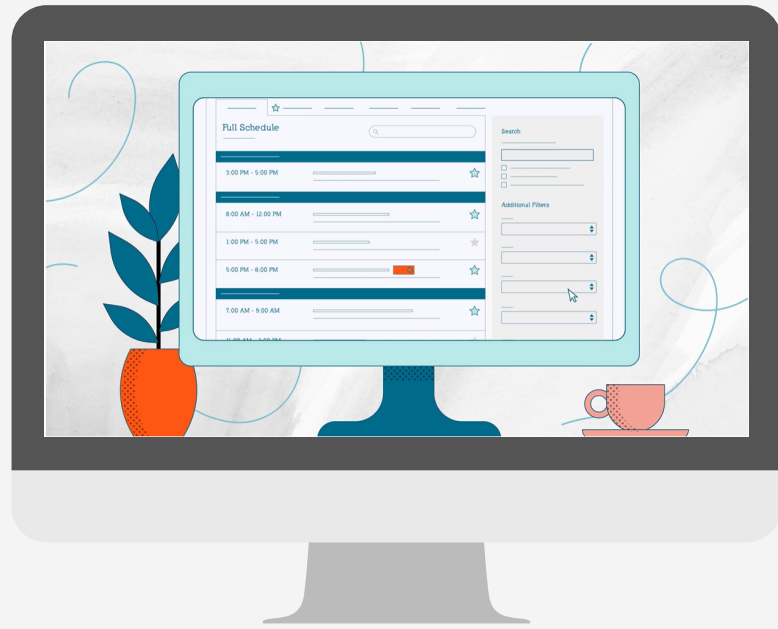 Full Schedule
3:00 PM - 5:00 PM
8:00 AM - 12:00 PM
1:00 PM - 5:00 PM
5:00 PM - 8:00 PM
7:00 AM - 9:00 AM
Search
Additional Filters